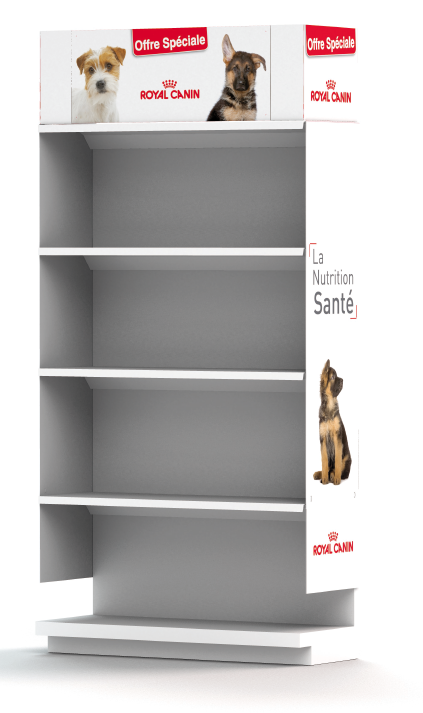 Offre Spéciale
ROYAL CANIN
Offre Spéciale
ROYAL CANIN
La
Nutrition
Santé
ROYAL CANIN